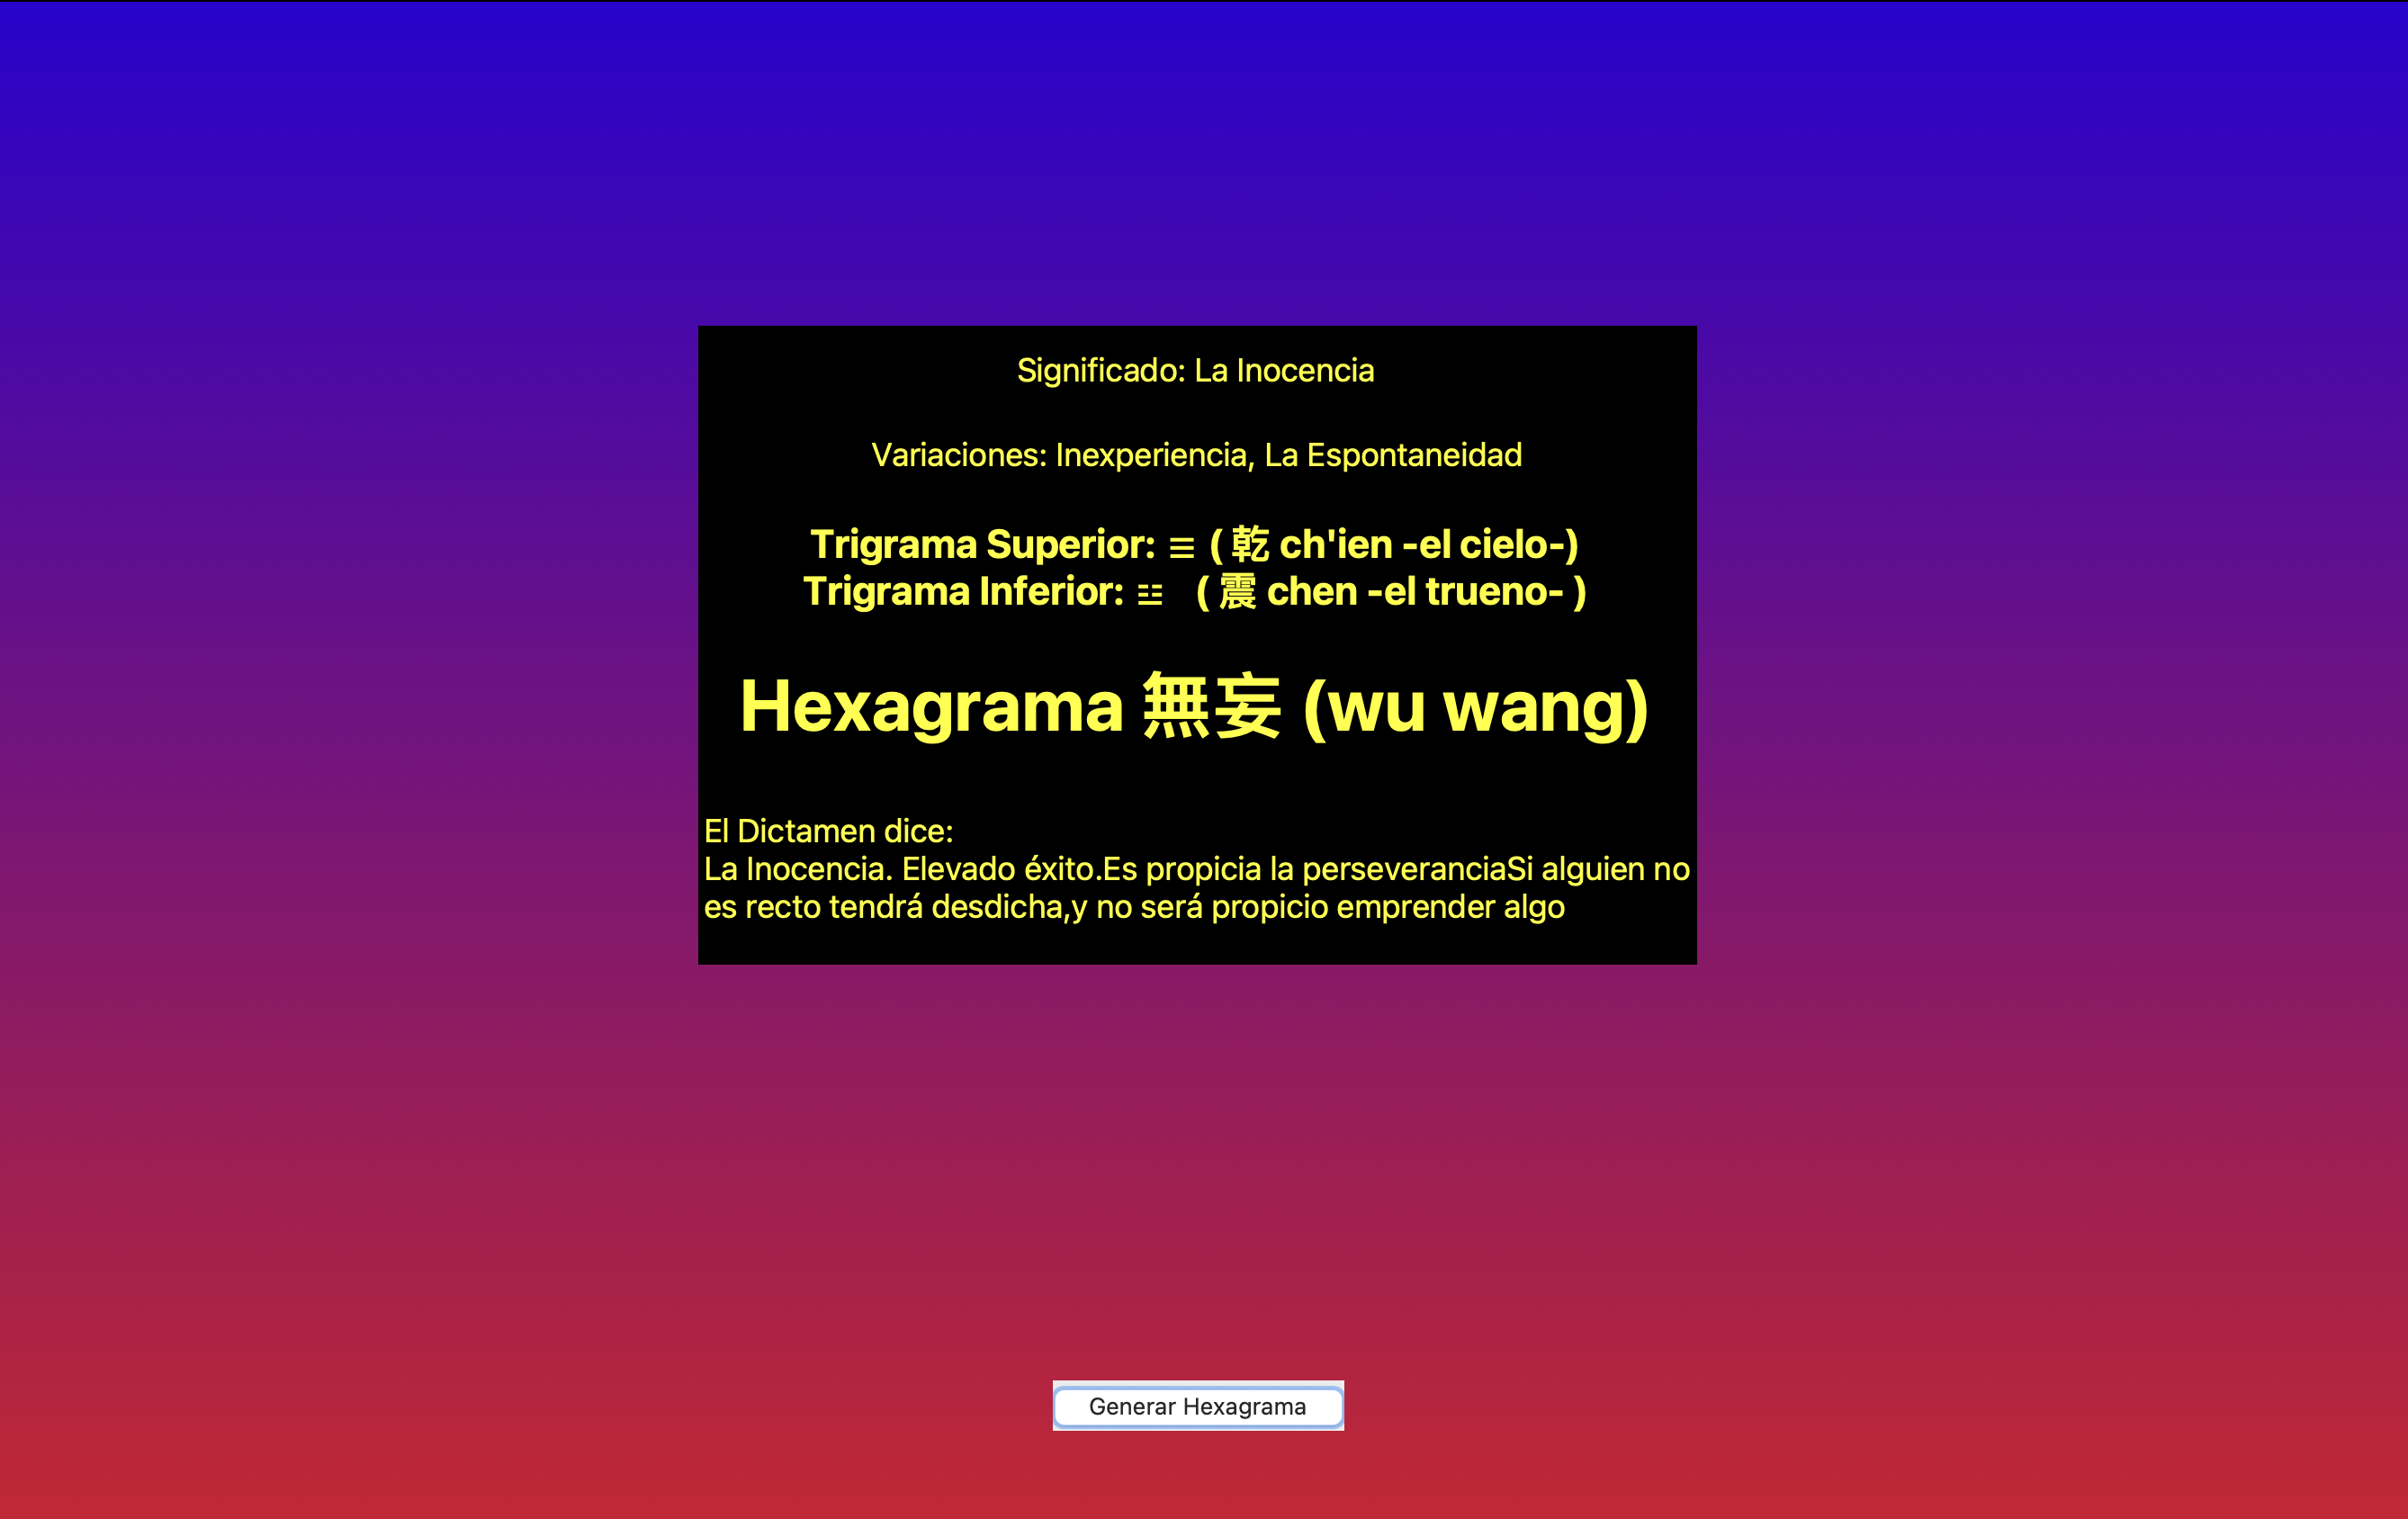 Significado: La Inocencia
Variaciones: Inexperiencia, La Espontaneidad
Trigrama Superior: ☰ ( 乾 ch'ien -el cielo-)
Trigrama Inferior: ☳ ( 震 chen -el trueno- )
Hexagrama 無妄 (wu wang)
El Dictamen dice:
La Inocencia. Elevado éxito.Es propicia la perseveranciaSi alguien no
es recto tendrá desdicha,y no será propicio emprender algo
Generar Hexagrama